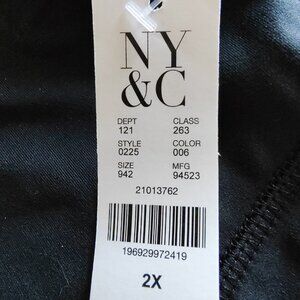 NY
&C
DEPT CLASS
121 263
STYLE COLOR
0225 006
SIZE MFG
942 94523
21013762
196929972419
2X